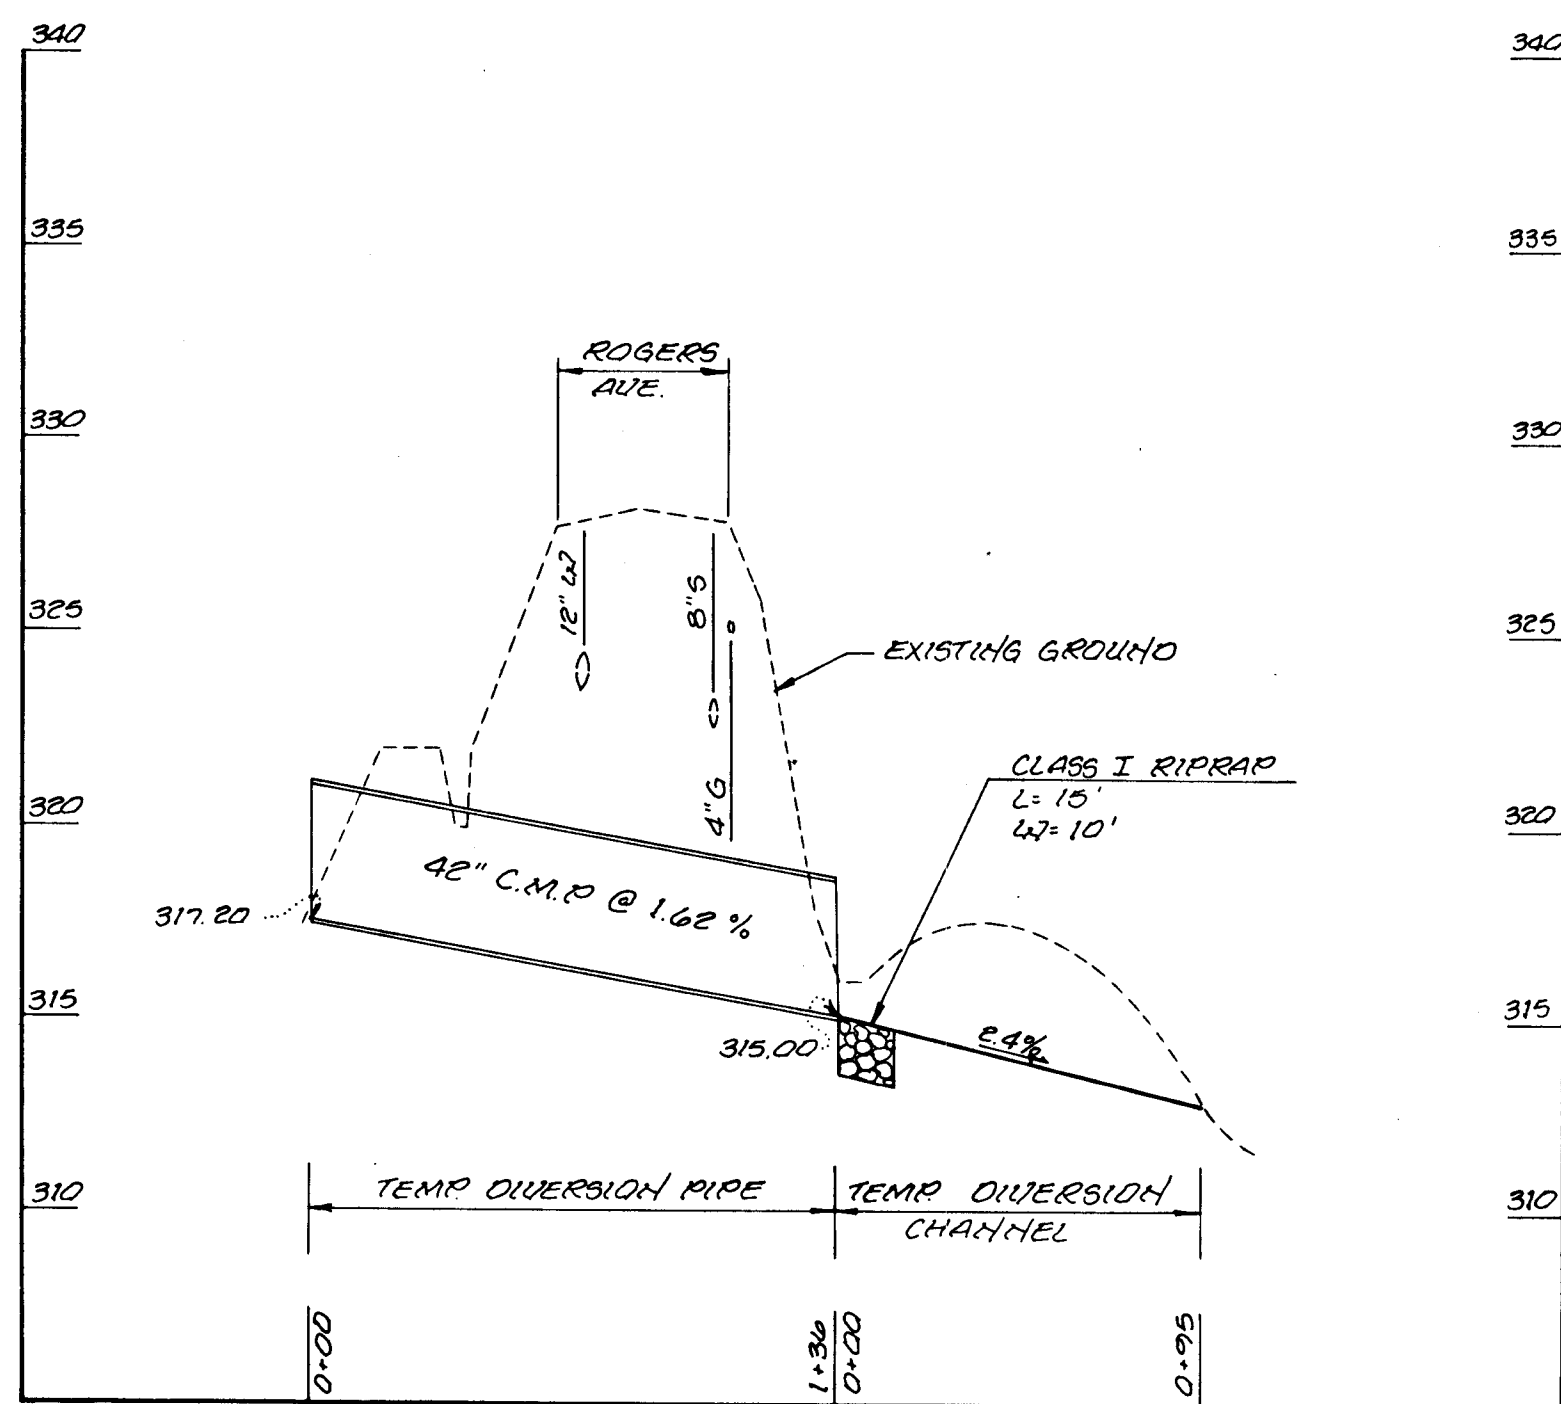 340
340
335
335
ROGERS
AVE.
330
330
12" W
8" S
325
325
EXISTING GROUND
CLASS I RIPRAP
L= 15'
W= 10'
4" G
320
320
42" C.M.P @ 1.62 %
317.20
315
315
315.00
2.4%
310
310
TEMP. DIVERSION PIPE
TEMP. DIVERSION
CHANNEL
0+00
1+36
0+00
0+95